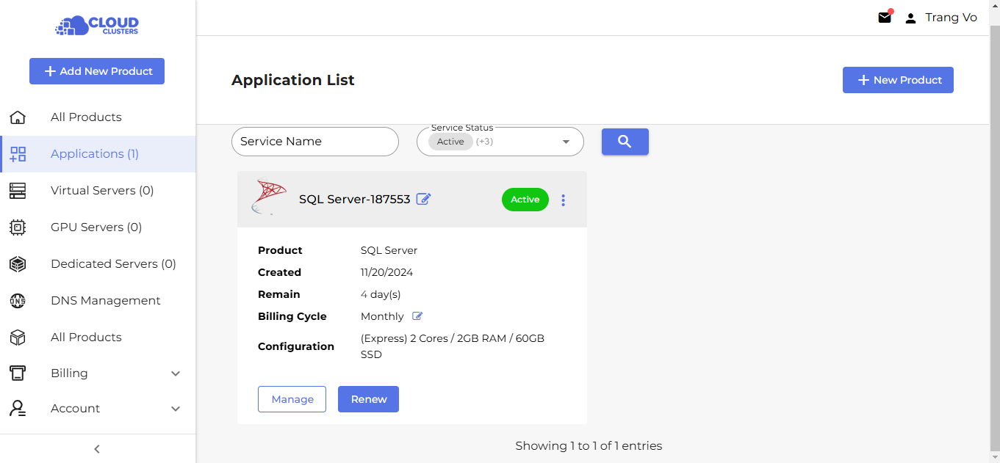 CLOUD
CLUSTERS
Trang Vo
Add New Product
Application List
New Product
All Products
Applications (1)
Virtual Servers (0)
GPU Servers (0)
Dedicated Servers (0)
DNS
DNS Management
All Products
Billing
Account
Service Name
Service Status
Active (+3)
SQL Server-187553
Active
Product SQL Server
Created 11/20/2024
Remain 4 day(s)
Billing Cycle Monthly
Configuration (Express) 2 Cores / 2GB RAM / 60GB
SSD
Manage Renew
Showing 1 to 1 of 1 entries